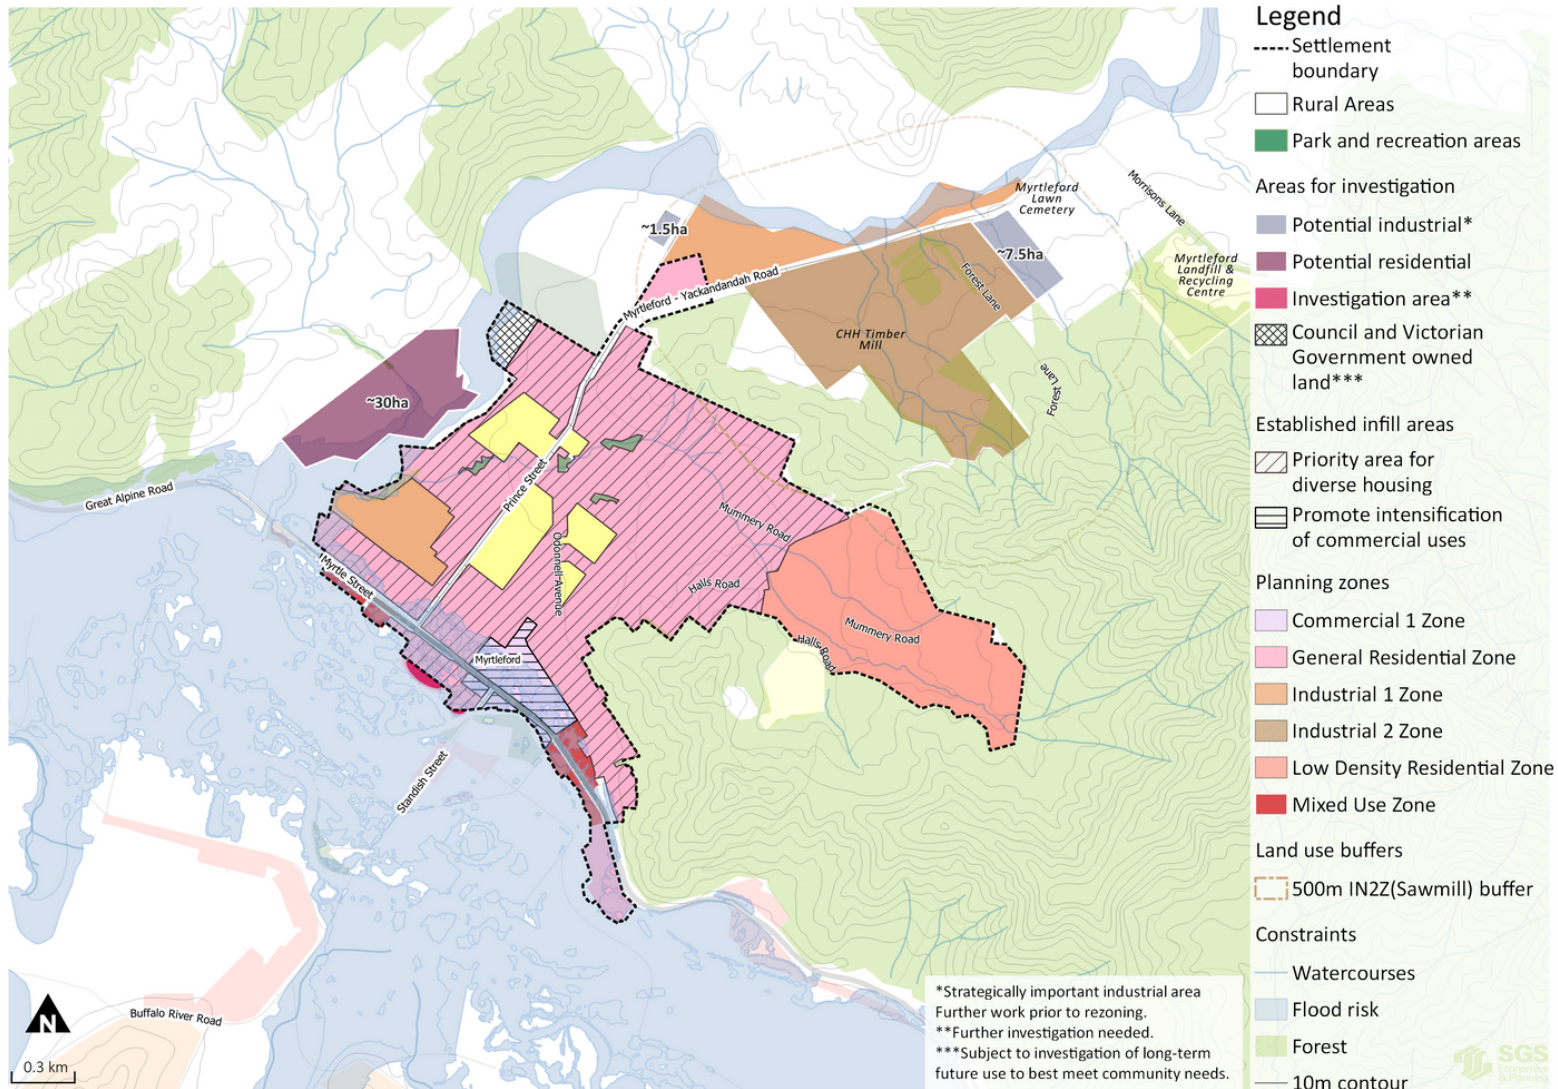 Legend
Settlement
boundary
Rural Areas
Park and recreation areas
Areas for investigation
Potential industrial*
Potential residential
Investigation area**
Council and Victorian
Government owned
land***
Established infill areas
Priority area for
diverse housing
Promote intensification
of commercial uses
Planning zones
Commercial 1 Zone
General Residential Zone
Industrial 1 Zone
Industrial 2 Zone
Low Density Residential Zone
Mixed Use Zone
Land use buffers
500m IN2Z(Sawmill) buffer
Constraints
Watercourses
Flood risk
Forest
10m contour
Myrtleford
Lawn
Cemetery
Morrisons Lane
~1.5ha
~7.5ha
Myrtleford
Landfill &
Recycling
Centre
Forest Lane
Myrtleford - Yackandandah Road
CHH Timber
Mill
Forest Lane
~30ha
Prince Street
Great Alpine Road
Mummery Road
Odonnell Avenue
Myrtle Street
Halls Road
Mummery Road
Halls Road
Myrtleford
Standish Street
Buffalo River Road
N
0.3 km
*Strategically important industrial area
Further work prior to rezoning.
**Further investigation needed.
***Subject to investigation of long-term
future use to best meet community needs.
SGS
Economics
& Planning